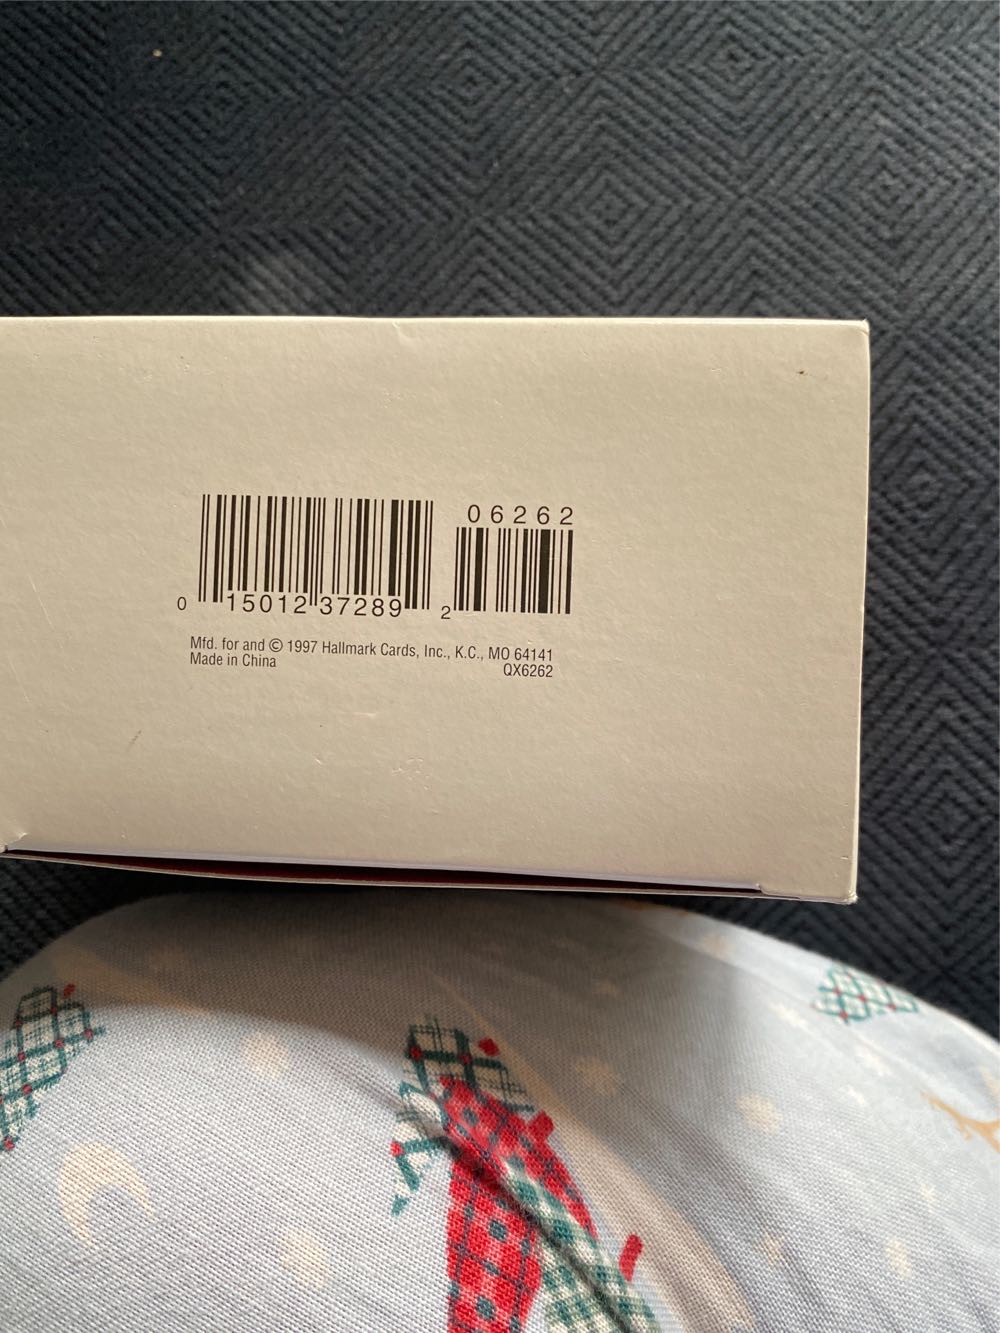 06262
0 15012 37289 2
Mfd. for and © 1997 Hallmark Cards, Inc., K.C., MO 64141
Made in China
QX6262